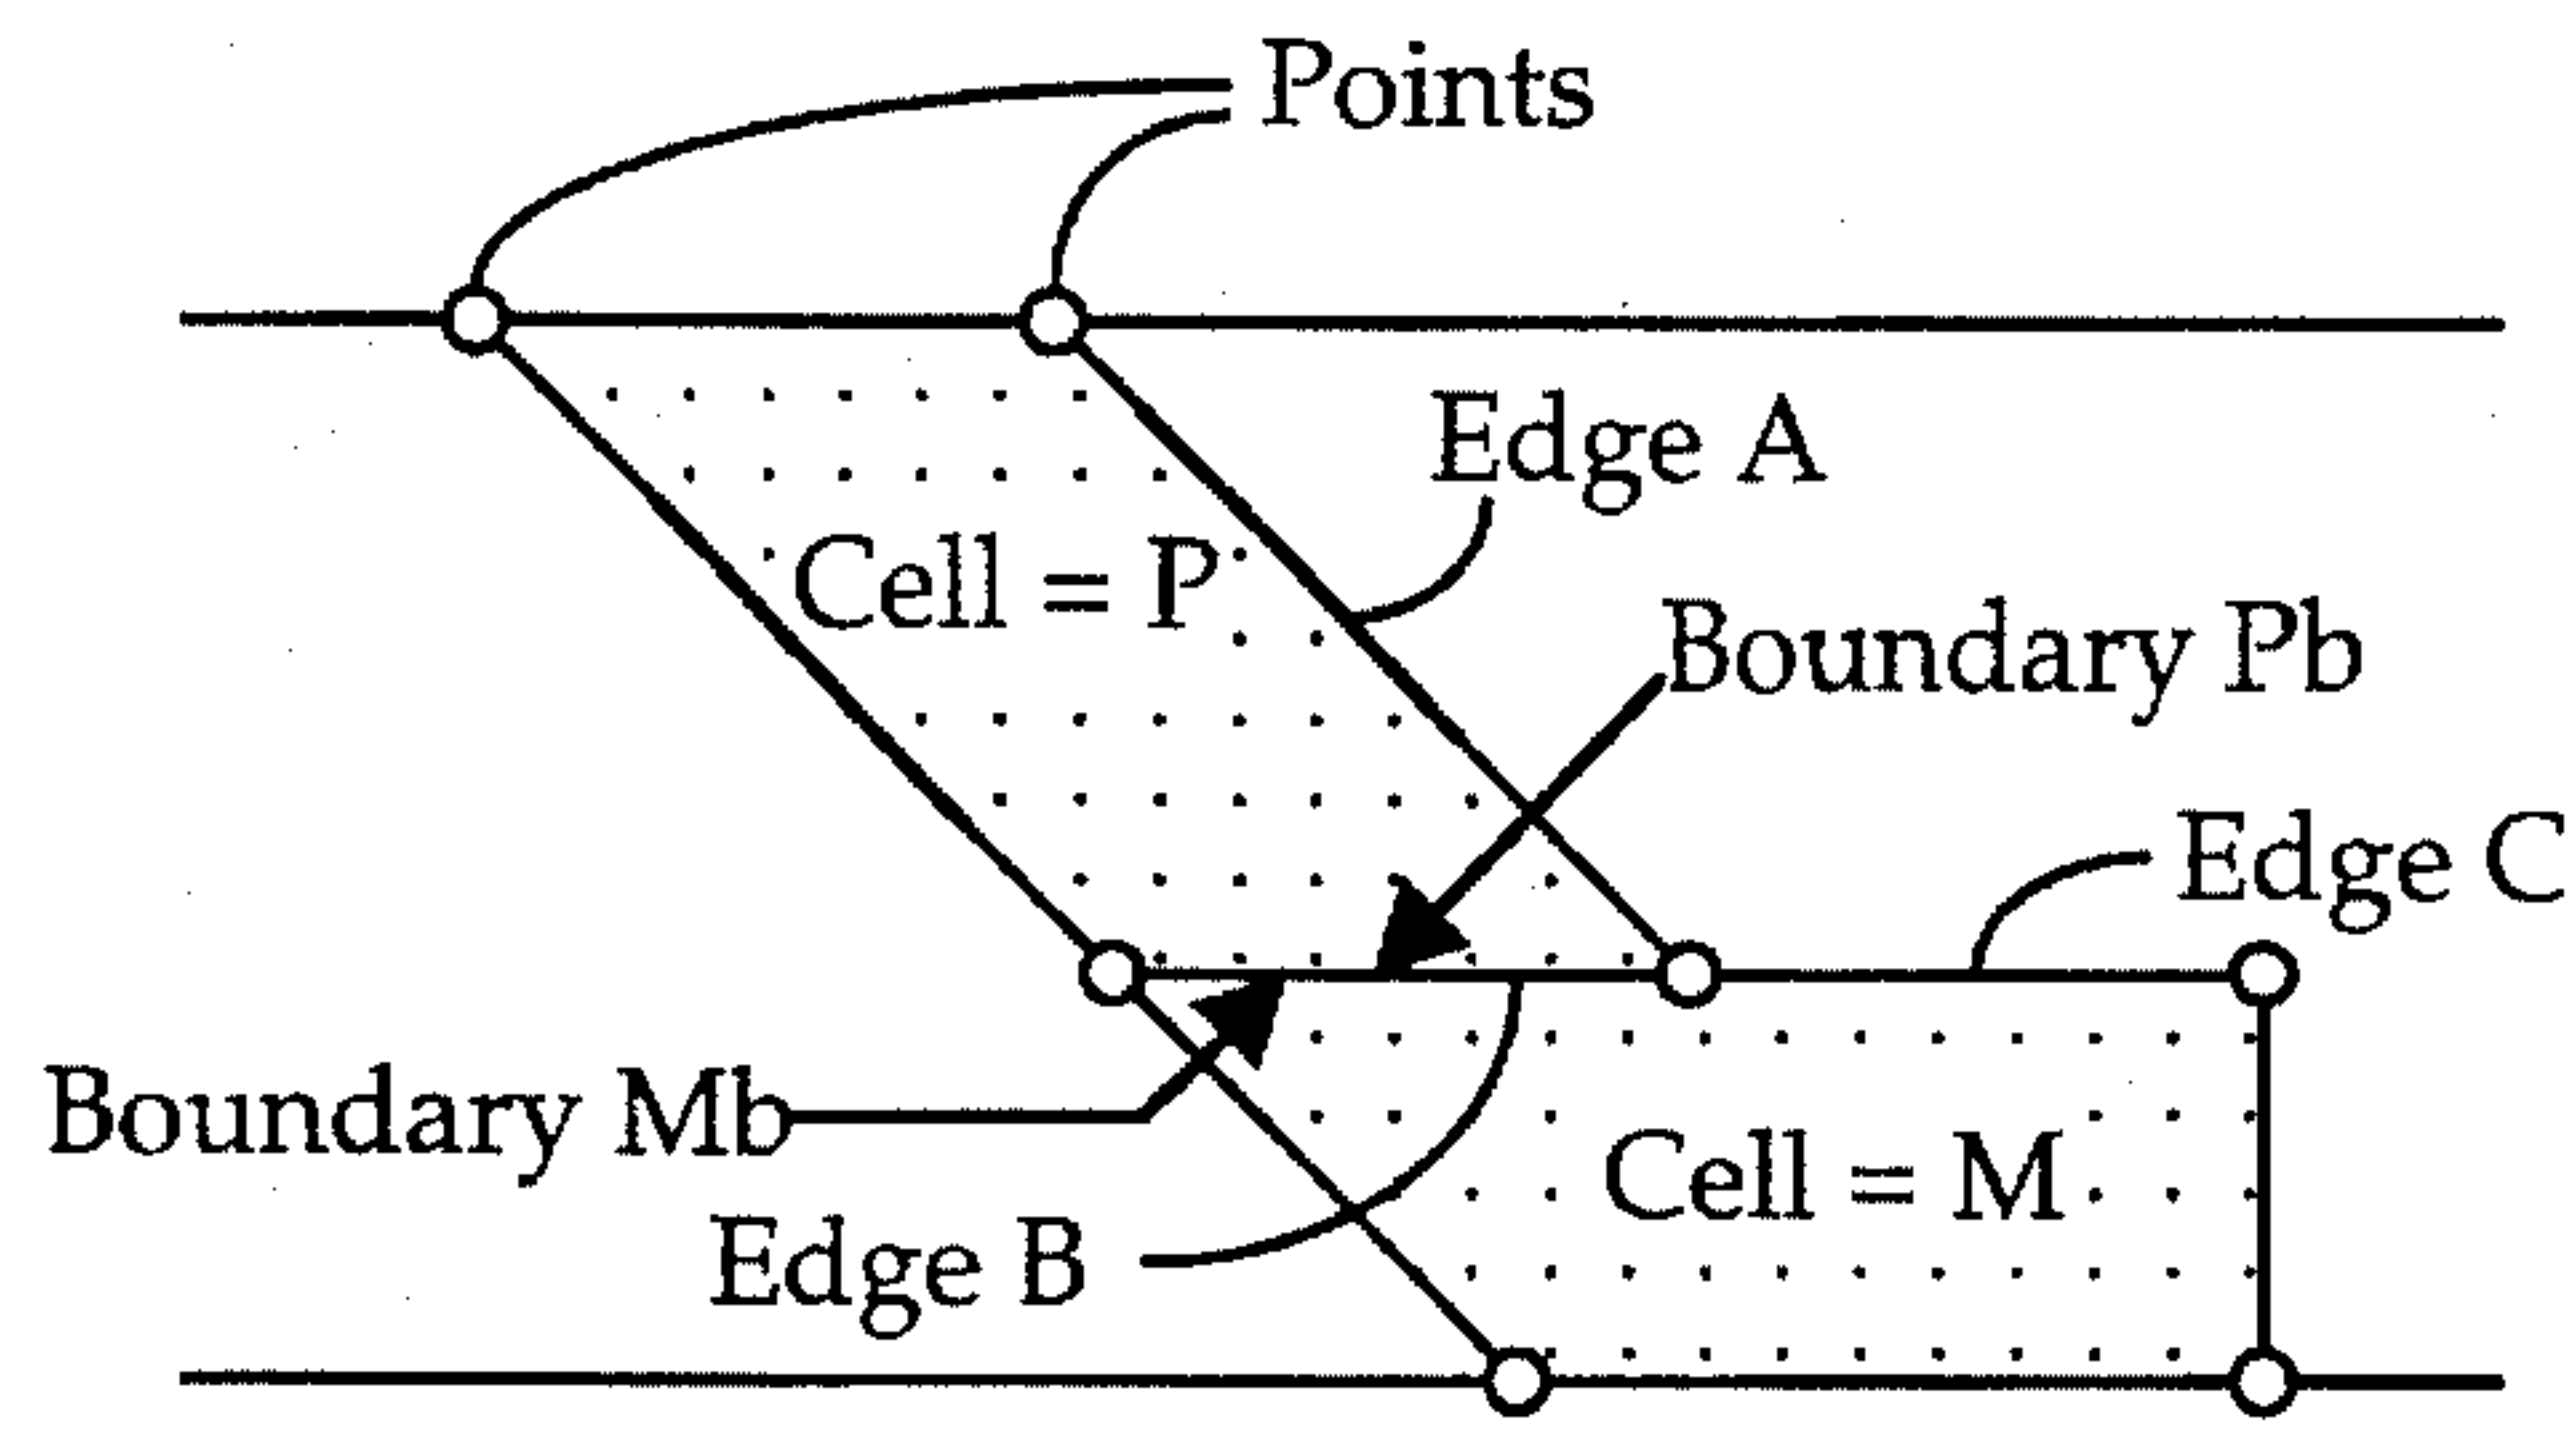 Points
Edge A
Cell = P
Boundary Pb
Edge C
Boundary Mb
Cell = M
Edge B